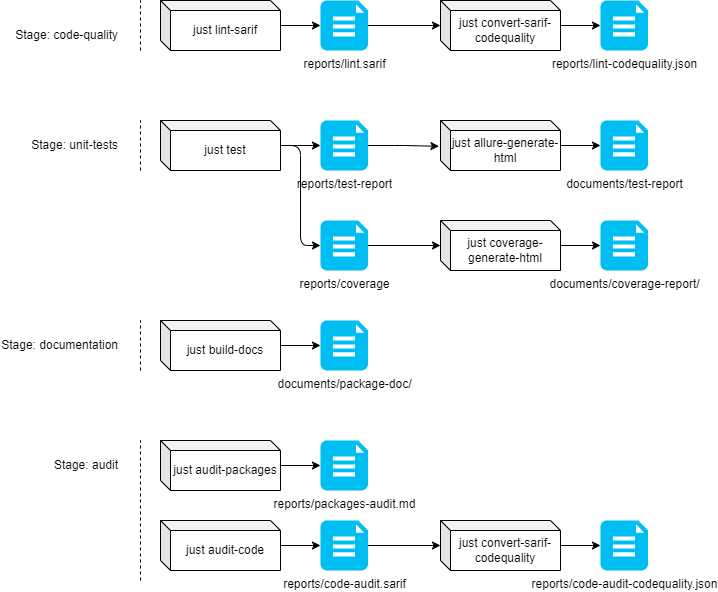 Stage: code-quality
just lint-sarif
reports/lint.sarif
just convert-sarif-
codequality
reports/lint-codequality.json
Stage: unit-tests
just test
reports/test-report
just allure-generate-
html
documents/test-report
reports/coverage
just coverage-
generate-html
documents/coverage-report/
Stage: documentation
just build-docs
documents/package-doc/
Stage: audit
just audit-packages
reports/packages-audit.md
just audit-code
reports/code-audit.sarif
just convert-sarif-
codequality
reports/code-audit-codequality.json